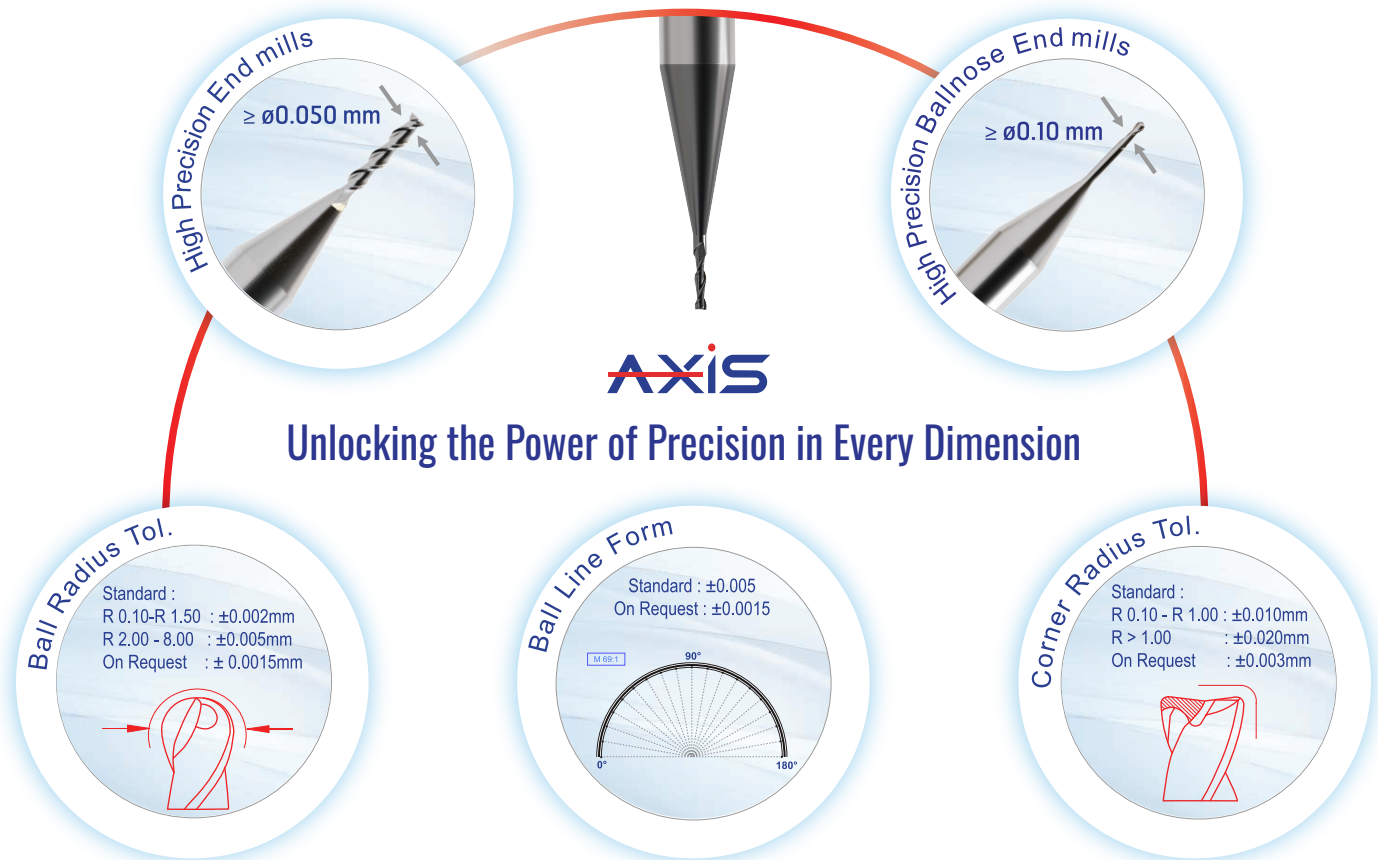 High Precision End mills
≥ ø0.050 mm
High Precision Ballnose End mills
≥ ø0.10 mm
AXiS
Unlocking the Power of Precision in Every Dimension
Ball Radius Tol.
Standard :
R 0.10-R 1.50 : ±0.002mm
R 2.00 - 8.00 : ±0.005mm
On Request : ± 0.0015mm
Ball Line Form
Standard : ±0.005
On Request : ±0.0015
M 69:1
90°
0°
180°
Corner Radius Tol.
Standard :
R 0.10 - R 1.00 : ±0.010mm
R > 1.00 : ±0.020mm
On Request : ±0.003mm